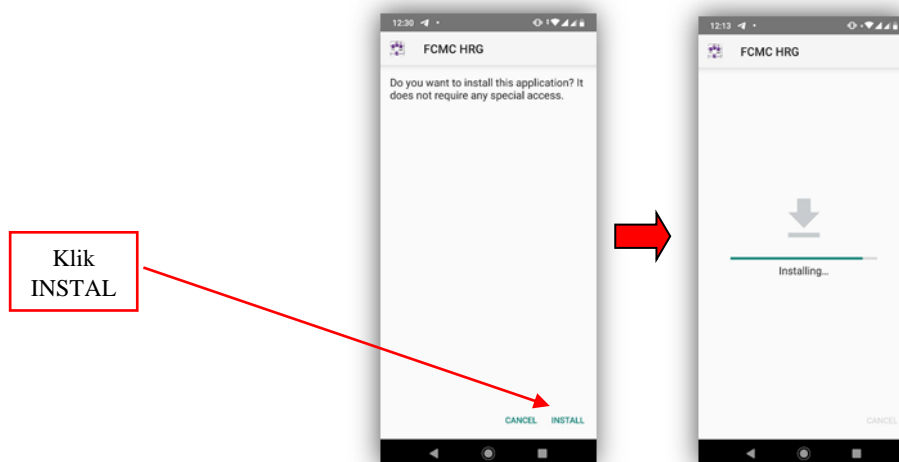 12:30
FCMC HRG
Do you want to install this application? It
does not require any special access.
CANCEL INSTALL
Klik
INSTAL
12:13
FCMC HRG
Installing...
CANCEL